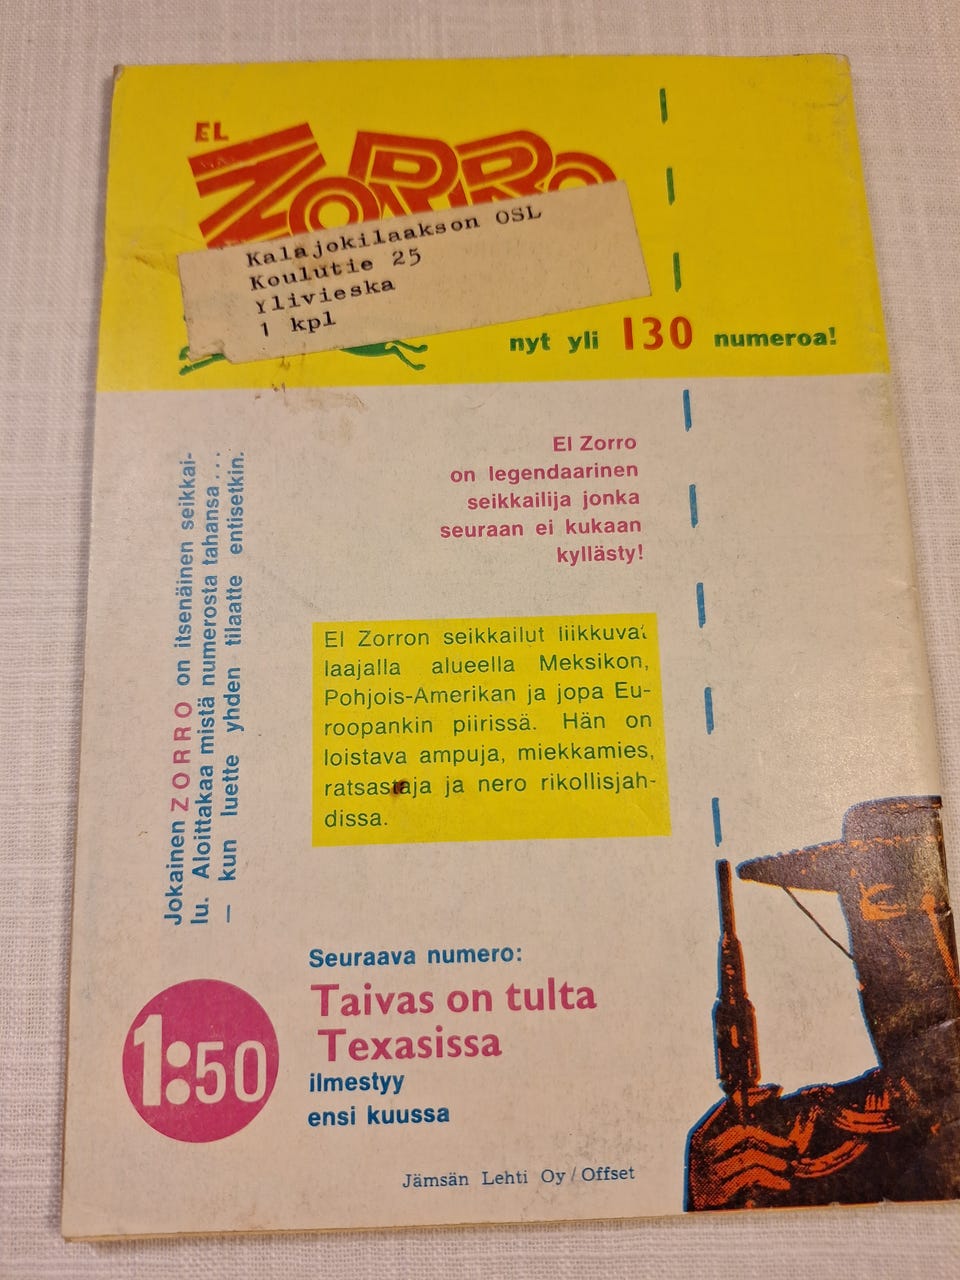 EL
ZORRO
Kalajokilaakson OSL
Koulutie 25
Ylivieska
1 kpl
nyt yli 130 numeroa!
El Zorro
on legendaarinen
seikkailija jonka
seuraan ei kukaan
kyllästy!
Jokainen ZORRO on itsenäinen seikkai-
lu. Aloittakaa mistä numerosta tahansa ...
— kun luette yhden tilaatte entisetkin.
El Zorron seikkailut liikkuvat
laajalla alueella Meksikon,
Pohjois-Amerikan ja jopa Eu-
roopankin piirissä. Hän on
loistava ampuja, miekkamies,
ratsastaja ja nero rikollisjah-
dissa.
Seuraava numero:
Taivas on tulta
Texasissa
ilmestyy
ensi kuussa
1:50
Jämsän Lehti Oy / Offset